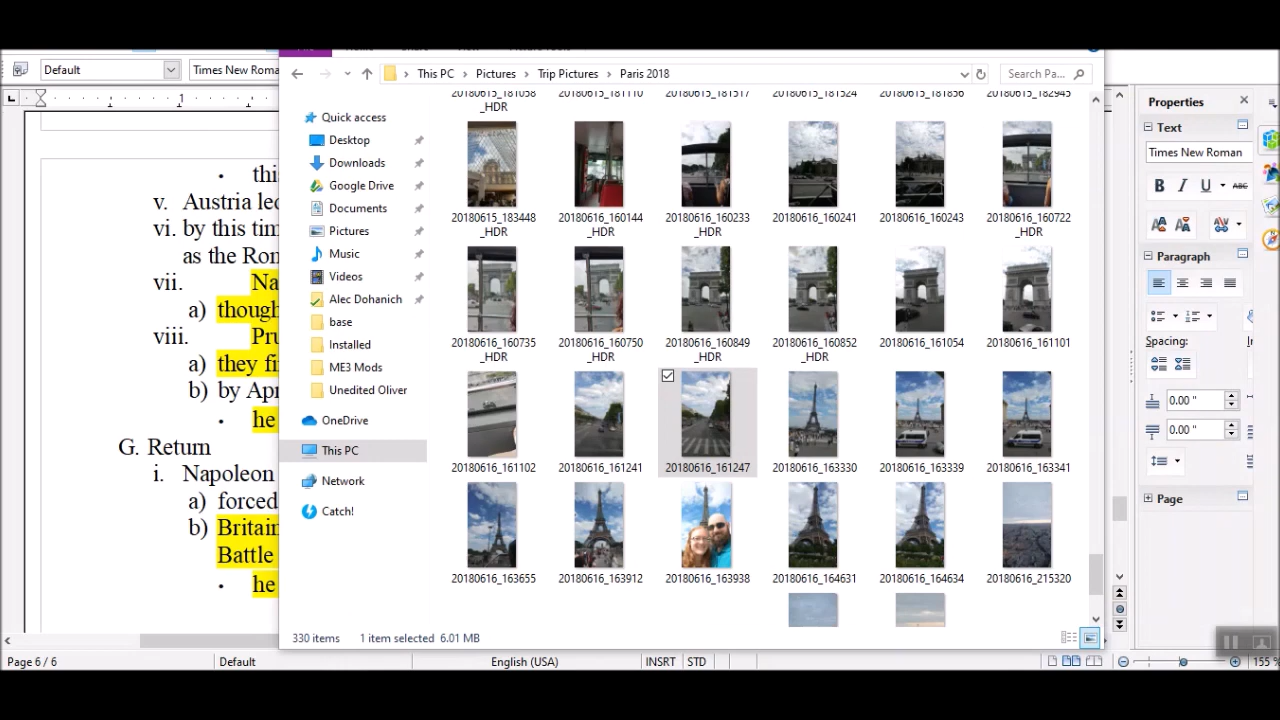 Default
Times New Roma
This PC
Pictures
Trip Pictures
Paris 2018
Search Pa...
Quick access
Desktop
Downloads
Google Drive
Documents
Pictures
Music
Videos
Alec Dohanich
base
Installed
ME3 Mods
Unedited Oliver
OneDrive
This PC
Network
Catch!
20180615_181058 20180615_181110 20180615_181517 20180615_181524 20180615_181856 20180615_182945
_HDR
20180615_183448 20180616_160144 20180616_160233 20180616_160241 20180616_160243 20180616_160722
_HDR _HDR _HDR _HDR
20180616_160735 20180616_160750 20180616_160849 20180616_160852 20180616_161054 20180616_161101
_HDR _HDR _HDR _HDR
20180616_161102 20180616_161241 20180616_161247 20180616_163330 20180616_163339 20180616_163341
20180616_163655 20180616_163912 20180616_163938 20180616_164631 20180616_164634 20180616_215320
330 items 1 item selected 6.01 MB
1
• this
v. Austria led
vi. by this tim
as the Ron
vii. Na
a) though
viii. Pru
a) they fi
b) by Apr
• he
G. Return
i. Napoleon
a) forced
b) Britain
Battle
• he
Properties
Text
Times New Roman
B I U ABC
Paragraph
Spacing:
0.00 "
0.00 "
Page
Page 6 / 6
Default
English (USA)
INSRT
STD
155 %